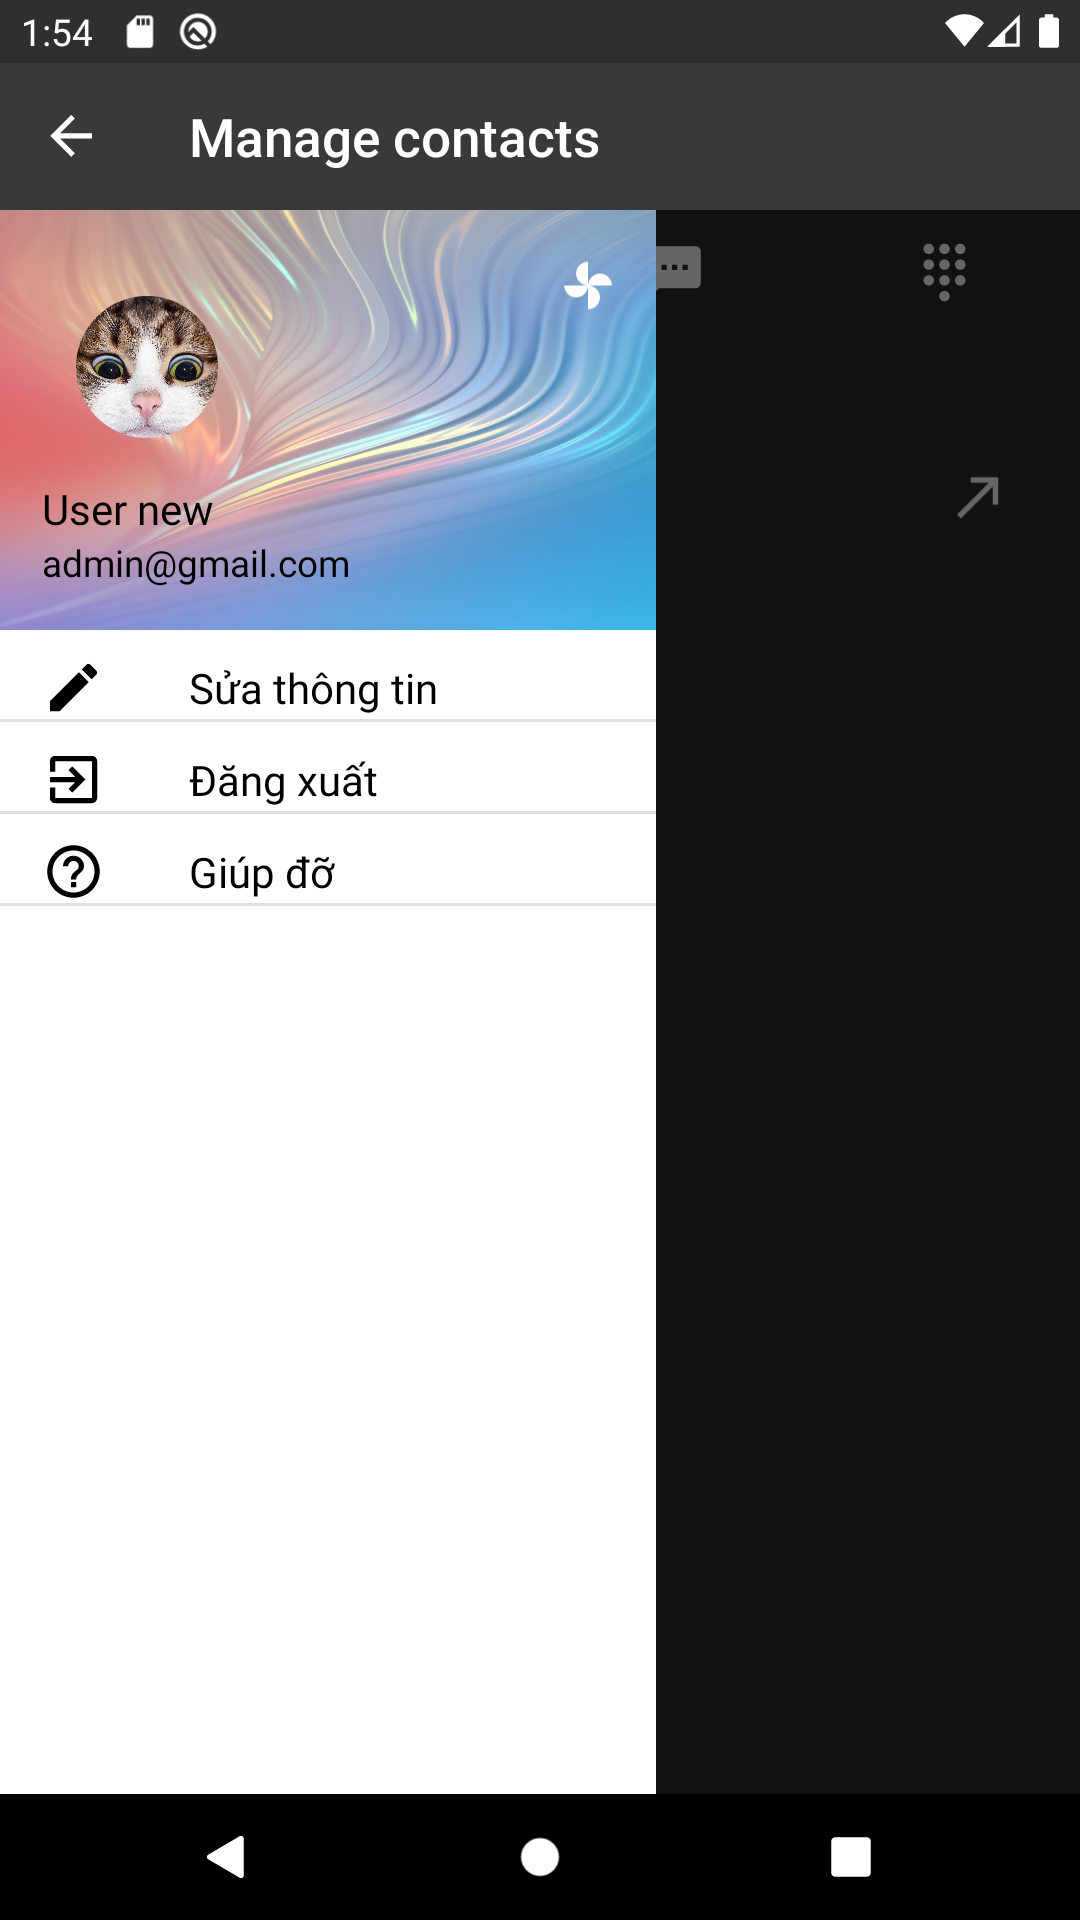 1:54
Manage contacts
User new
admin@gmail.com
Sửa thông tin
Đăng xuất
Giúp đỡ